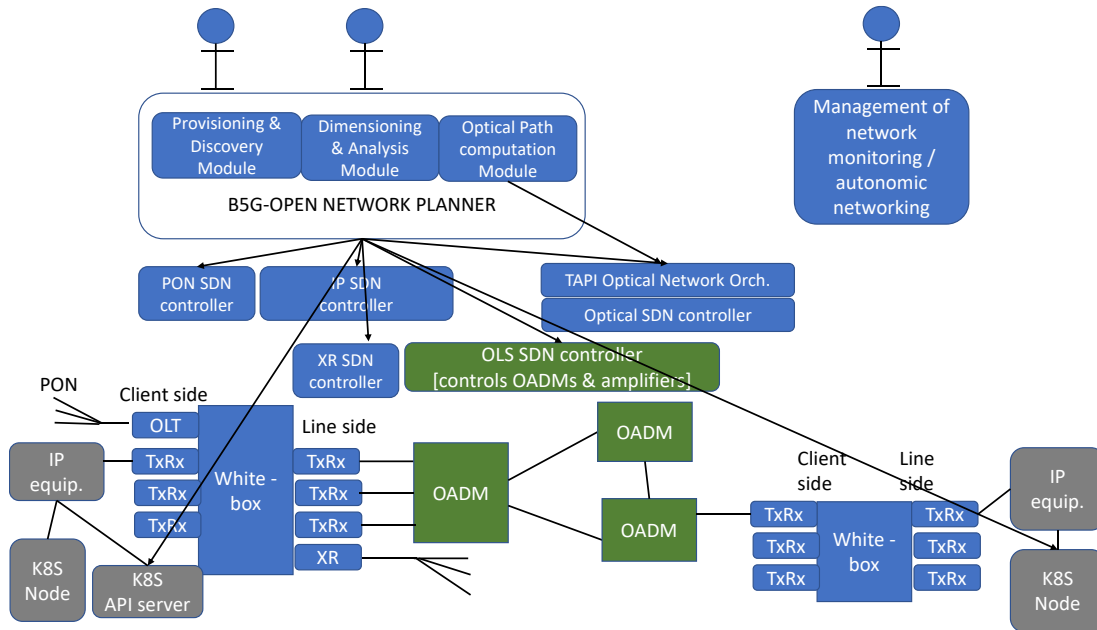 Provisioning &
Discovery
Module
Dimensioning
& Analysis
Module
Optical Path
computation
Module
B5G-OPEN NETWORK PLANNER
Management of
network
monitoring /
autonomic
networking
PON SDN
controller
IP SDN
controller
TAPI Optical Network Orch.
Optical SDN controller
XR SDN
controller
OLS SDN controller
[controls OADMs & amplifiers]
PON
Client side
OLT
TxRx
TxRx
TxRx
White -
box
Line side
TxRx
TxRx
TxRx
XR
IP
equip.
K8S
Node
K8S
API server
OADM
OADM
OADM
Client
side
Line
side
TxRx
TxRx
TxRx
White -
box
TxRx
TxRx
TxRx
IP
equip.
K8S
Node